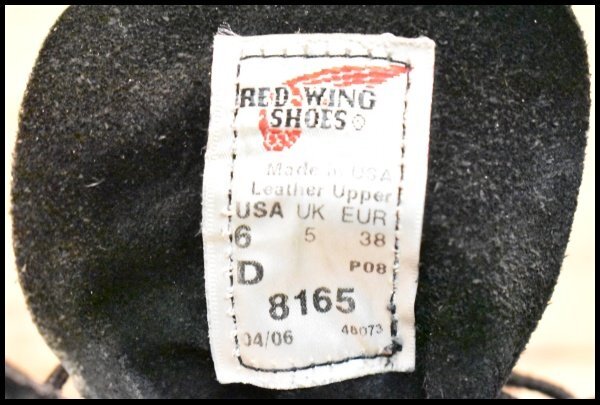 RED WING
SHOES®
Made in USA
Leather Upper
USA UK EUR
6 5 38
D P08
8165
04/06 46073